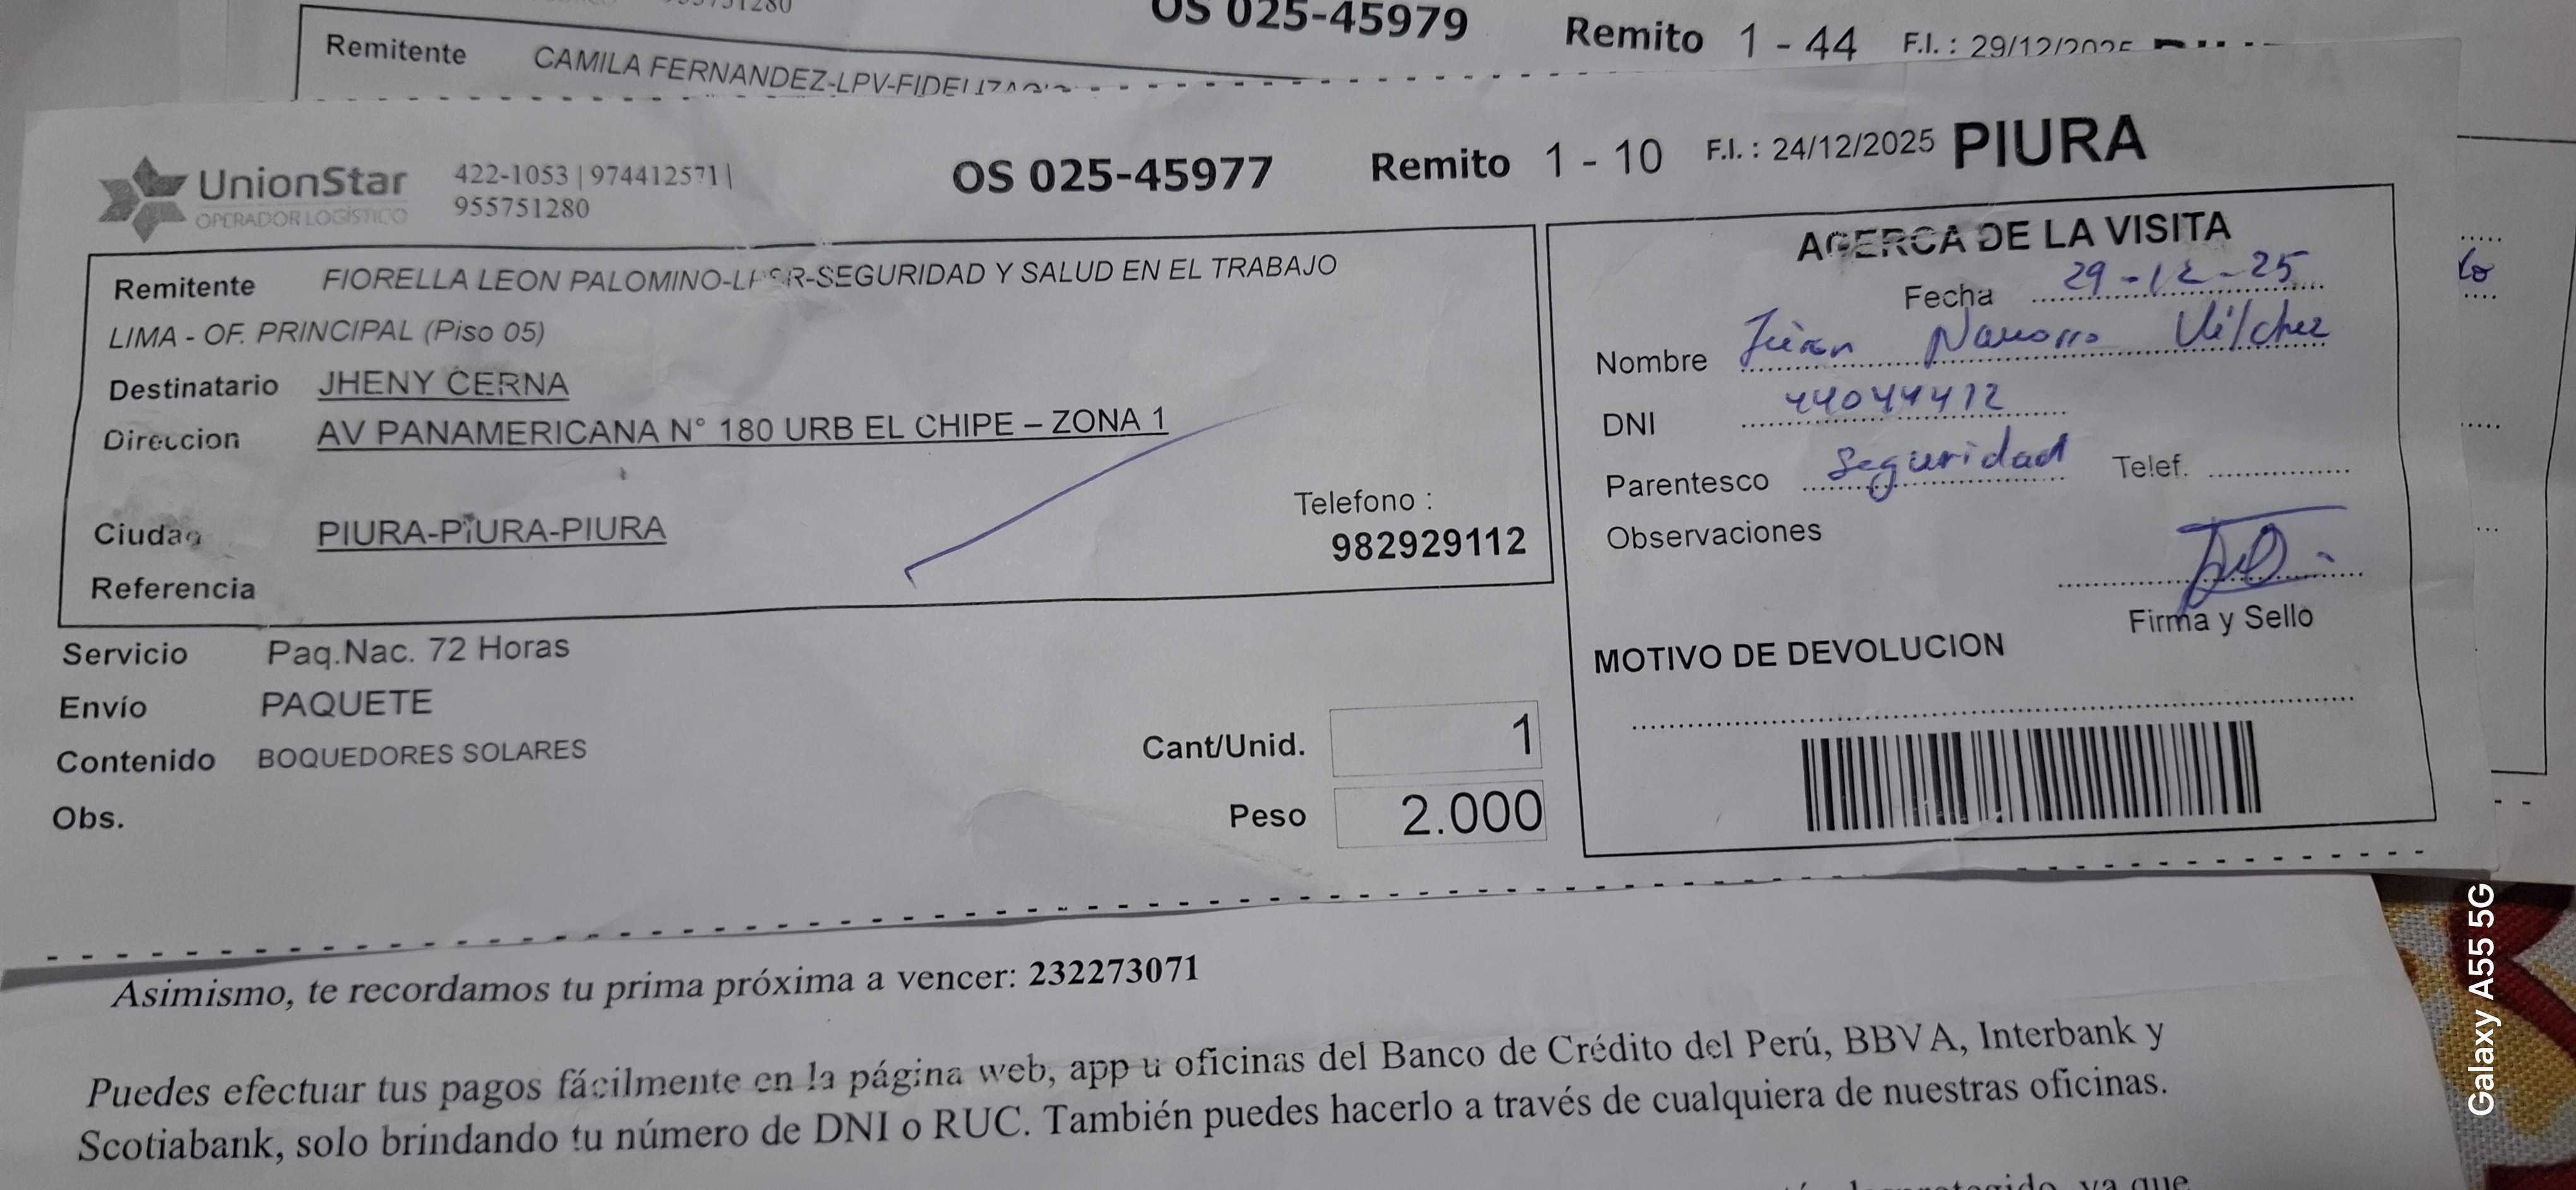 OS 025-45979 Remito 1 - 44 F.I. : 29/12/2025
Remitente CAMILA FERNANDEZ-LPV-FIDELIZACIO
UnionStar
OPERADOR LOGÍSTICO
422-1053 | 974412571 |
955751280
OS 025-45977 Remito 1 - 10 F.I. : 24/12/2025 PIURA
Remitente FIORELLA LEON PALOMINO- -SEGURIDAD Y SALUD EN EL TRABAJO
LIMA - OF. PRINCIPAL (Piso 05)
Destinatario JHENY CERNA
Direccion AV PANAMERICANA N° 180 URB EL CHIPE – ZONA 1
Ciudad PIURA-PIURA-PIURA
Telefono :
982929112
Referencia
Servicio Paq.Nac. 72 Horas
Envío PAQUETE
Contenido BOQUEDORES SOLARES
Obs.
Cant/Unid. 1
Peso 2.000
ACERCA DE LA VISITA
Fecha 29-12-25
Nombre Navarro Vilchez
DNI 44044412
Parentesco Seguridad Telef.
Observaciones
Firma y Sello
MOTIVO DE DEVOLUCION
Asimismo, te recordamos tu prima próxima a vencer: 232273071
Puedes efectuar tus pagos fácilmente en la página web, app u oficinas del Banco de Crédito del Perú, BBVA, Interbank y
Scotiabank, solo brindando tu número de DNI o RUC. También puedes hacerlo a través de cualquiera de nuestras oficinas.
ya que
Galaxy A55 5G